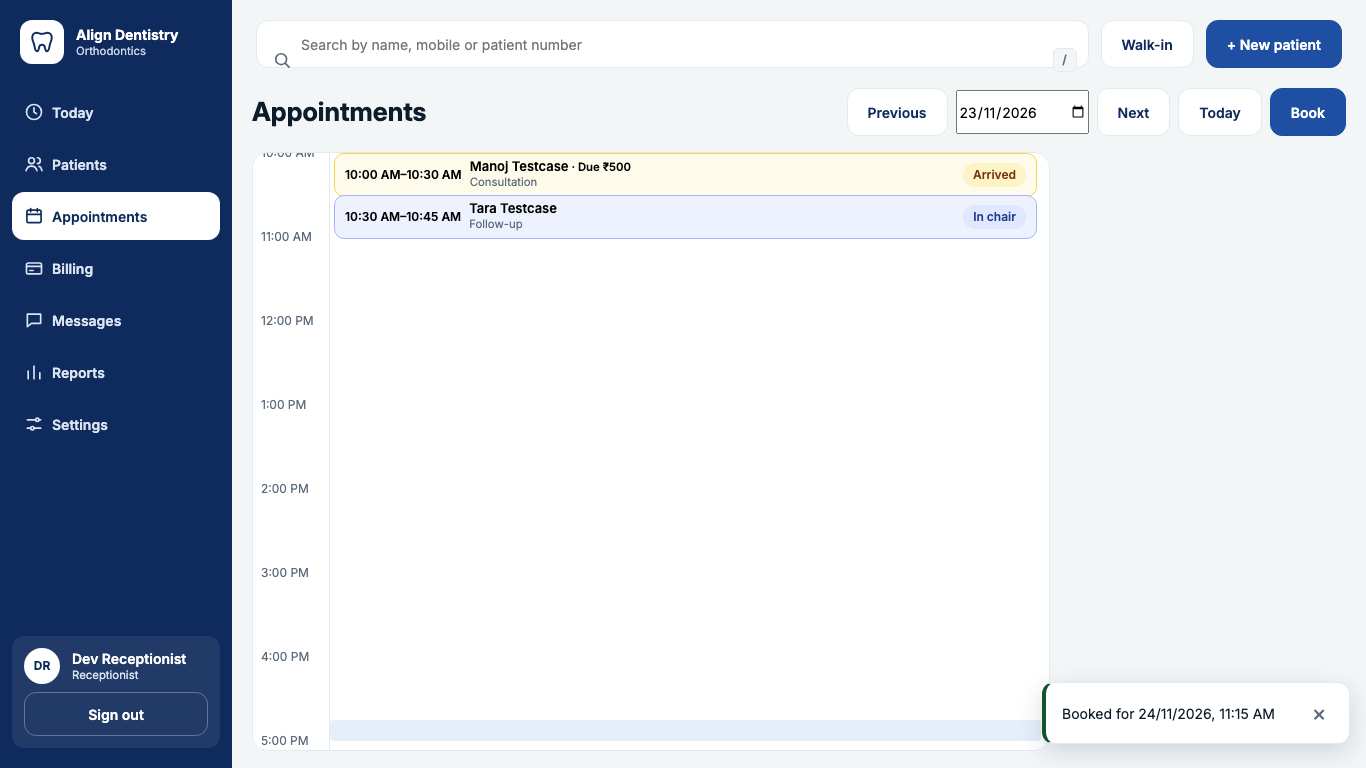 Align Dentistry
Orthodontics
Today
Patients
Appointments
Billing
Messages
Reports
Settings
DR
Dev Receptionist
Receptionist
Sign out
Search by name, mobile or patient number
/
Walk-in
+ New patient
Appointments
Previous
23/11/2026
Next
Today
Book
10:00 AM
10:00 AM–10:30 AM
Manoj Testcase · Due ₹500
Consultation
Arrived
10:30 AM–10:45 AM
Tara Testcase
Follow-up
In chair
11:00 AM
12:00 PM
1:00 PM
2:00 PM
3:00 PM
4:00 PM
5:00 PM
Booked for 24/11/2026, 11:15 AM